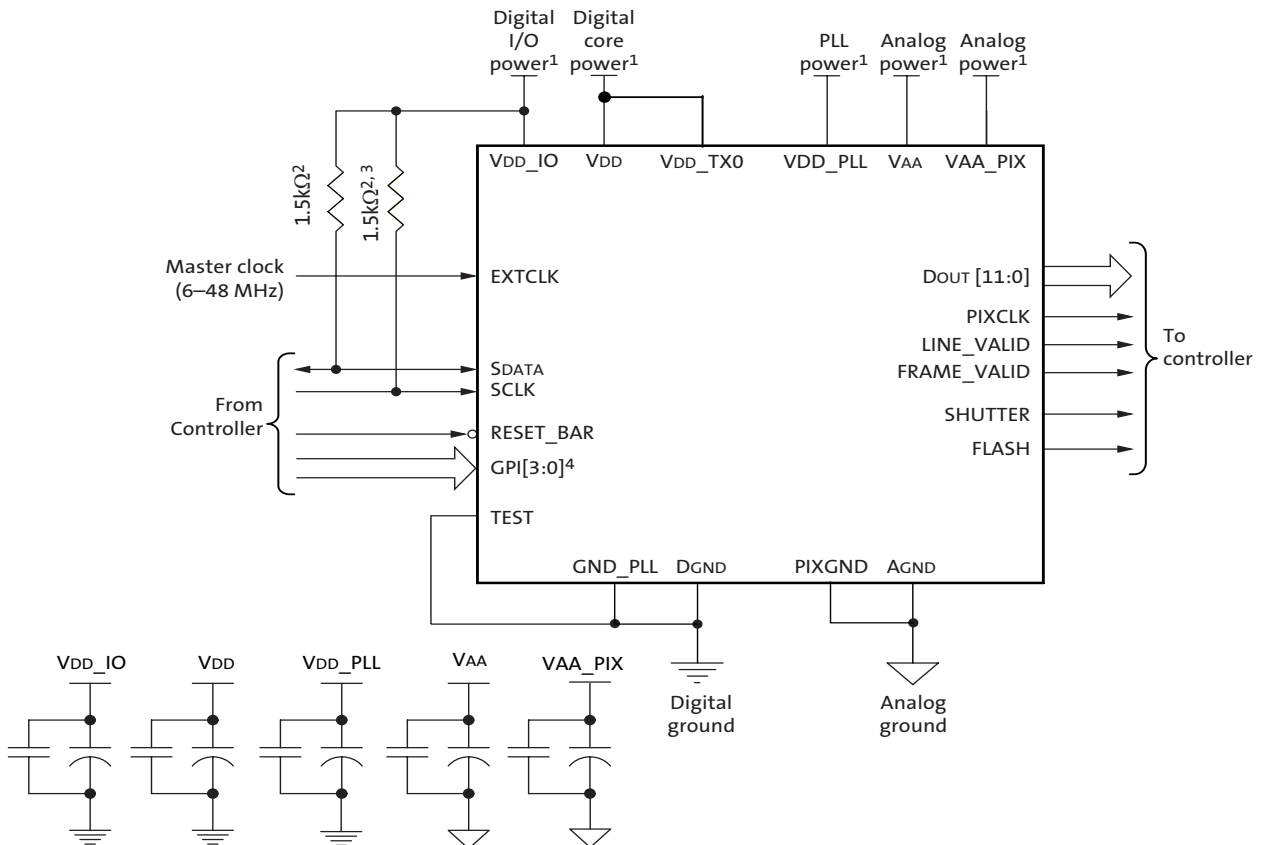 Digital
I/O
power1
Digital
core
power1
PLL
power1
Analog
power1
Analog
power1
VDD_IO
VDD
VDD_TX0
VDD_PLL
VAA
VAA_PIX
1.5kΩ2
1.5kΩ2, 3
Master clock
(6–48 MHz)
EXTCLK
SDATA
SCLK
From
Controller
RESET_BAR
GPI[3:0]4
TEST
DOUT [11:0]
PIXCLK
LINE_VALID
FRAME_VALID
SHUTTER
FLASH
To
controller
GND_PLL
DGND
PIXGND
AGND
Digital
ground
Analog
ground
VDD_IO
VDD
VDD_PLL
VAA
VAA_PIX